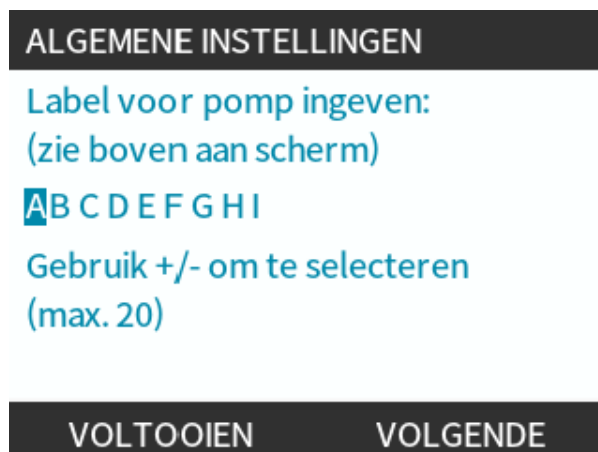 ALGEMENE INSTELLINGEN
Label voor pomp ingeven:
(zie boven aan scherm)
A B C D E F G H I
Gebruik +/- om te selecteren
(max. 20)
VOLTOOIEN VOLGENDE